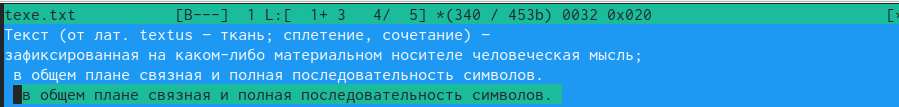 texe.txt [B---] 1 L:[ 1+ 3 4/ 5] *(340 / 453b) 0032 0x020 [*
Текст (от лат. textus — ткань; сплетение, сочетание) —
зафиксированная на каком-либо материальном носителе человеческая мысль;
в общем плане связная и полная последовательность символов.
в общем плане связная и полная последовательность символов.